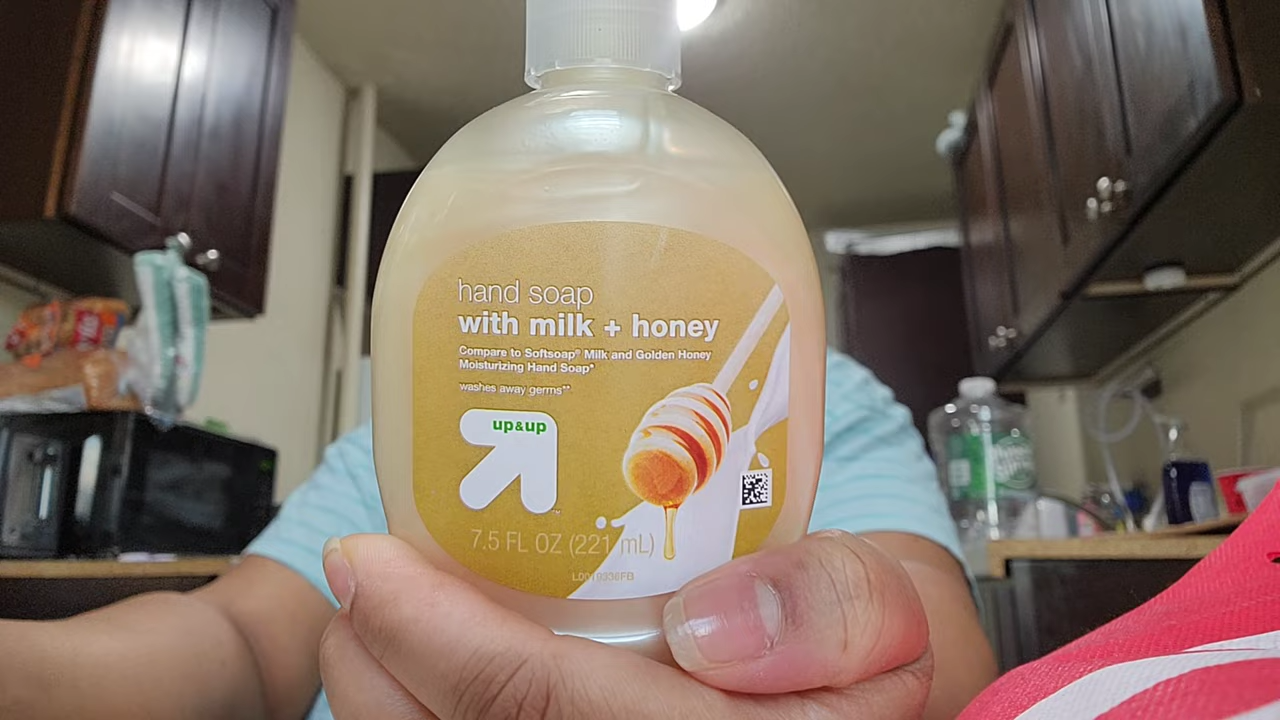 hand soap
with milk + honey
Compare to Softsoap® Milk and Golden Honey
Moisturizing Hand Soap*
washes away germs**
up&up
™
7.5 FL OZ (221 mL)